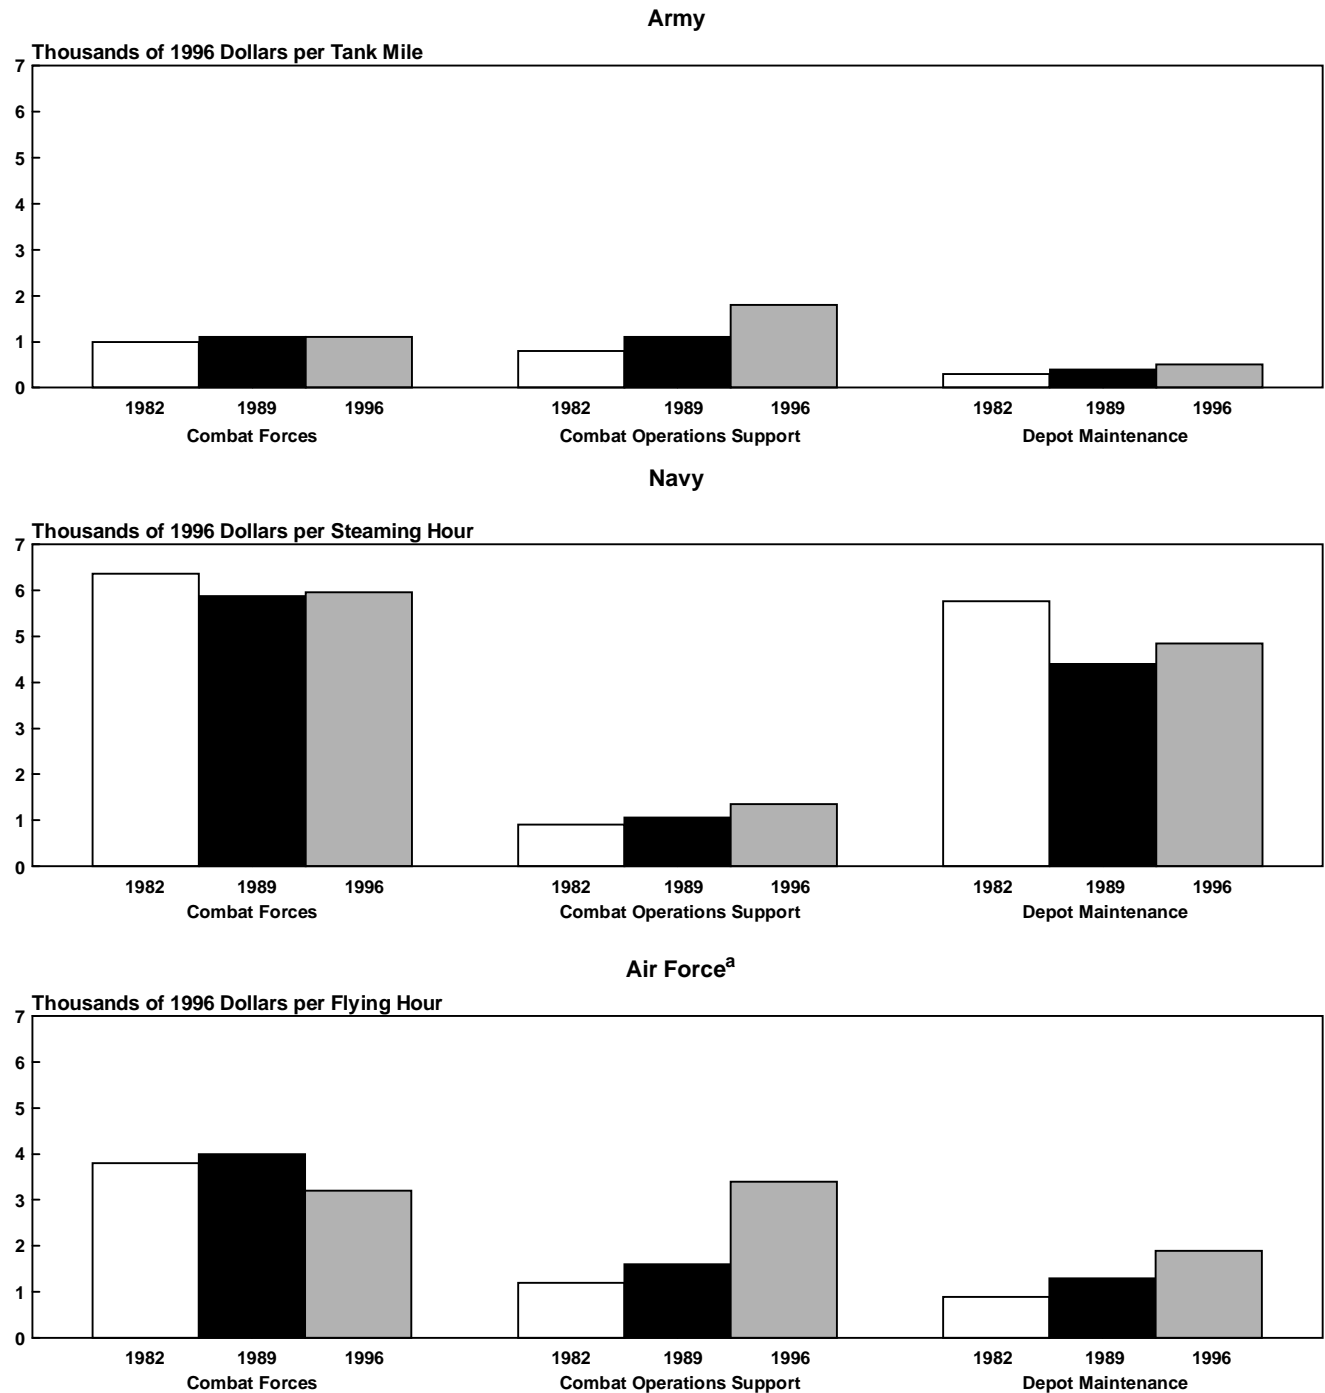 Army
Thousands of 1996 Dollars per Tank Mile
7
6
5
4
3
2
1
0
1982 1989 1996 1982 1989 1996 1982 1989 1996
Combat Forces Combat Operations Support Depot Maintenance
Navy
Thousands of 1996 Dollars per Steaming Hour
7
6
5
4
3
2
1
0
1982 1989 1996 1982 1989 1996 1982 1989 1996
Combat Forces Combat Operations Support Depot Maintenance
Air Forceᵃ
Thousands of 1996 Dollars per Flying Hour
7
6
5
4
3
2
1
0
1982 1989 1996 1982 1989 1996 1982 1989 1996
Combat Forces Combat Operations Support Depot Maintenance